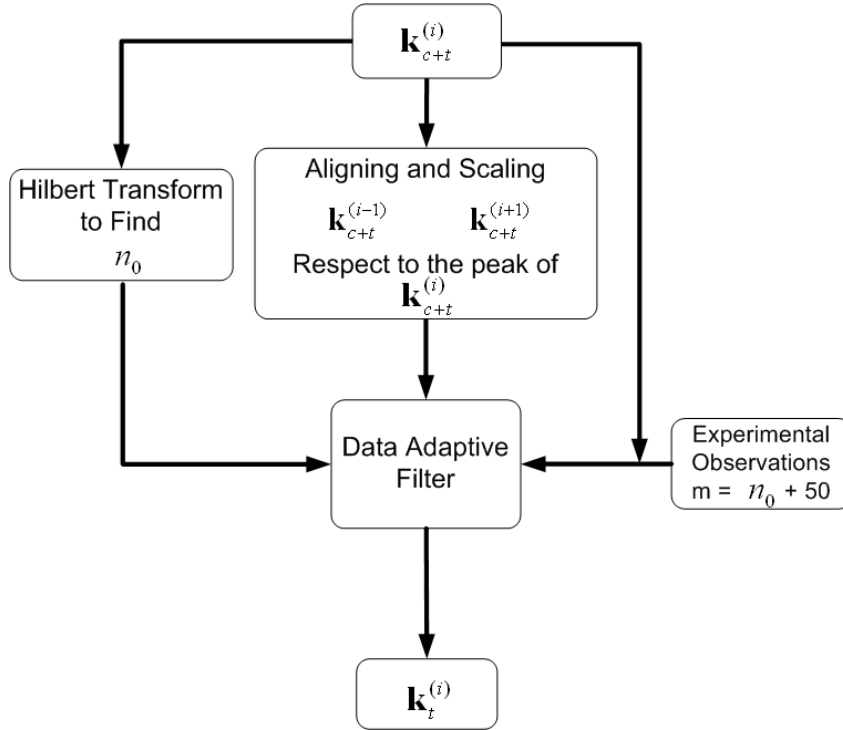 𝐤_{c+t}^{(i)}
Hilbert Transform
to Find
n_0
Aligning and Scaling
𝐤_{c+t}^{(i−1)} 𝐤_{c+t}^{(i+1)}
Respect to the peak of
𝐤_{c+t}^{(i)}
Data Adaptive
Filter
Experimental
Observations
m = n_0 + 50
𝐤_t^{(i)}